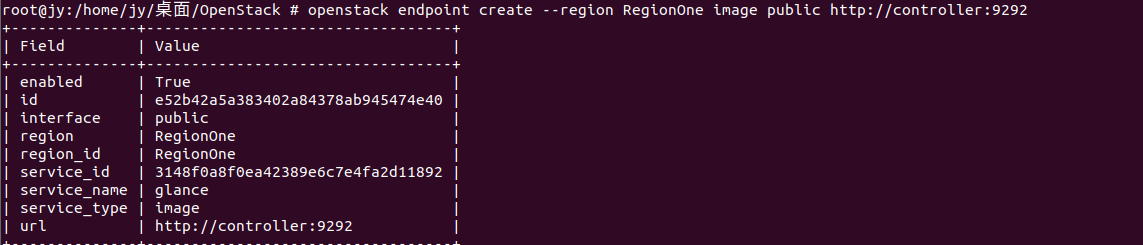 root@jy:/home/jy/桌面/OpenStack # openstack endpoint create --region RegionOne image public http://controller:9292
+--------------+----------------------------------+
| Field        | Value                            |
+--------------+----------------------------------+
| enabled      | True                             |
| id           | e52b42a5a383402a84378ab945474e40 |
| interface    | public                           |
| region       | RegionOne                        |
| region_id    | RegionOne                        |
| service_id   | 3148f0a8f0ea42389e6c7e4fa2d11892 |
| service_name | glance                           |
| service_type | image                            |
| url          | http://controller:9292           |
+--------------+----------------------------------+